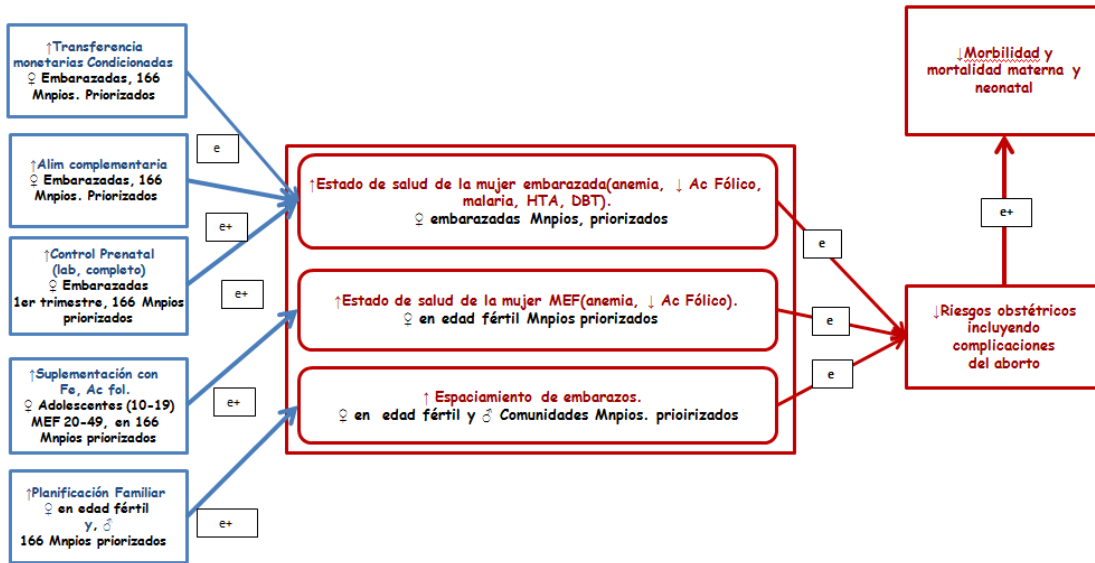 ↑Transferencia
monetarias Condicionadas
♀ Embarazadas, 166
Mnpios. Priorizados
↑Alim complementaria
♀ Embarazadas, 166
Mnpios. Priorizados
↑Control Prenatal
(lab, completo)
♀ Embarazadas
1er trimestre, 166 Mnpios
priorizados
↑Suplementación con
Fe, Ac fol.
♀ Adolescentes (10-19)
MEF 20-49, en 166
Mnpios priorizados
↑Planificación Familiar
♀ en edad fértil
y, ♂
166 Mnpios priorizados
e
e+
e+
e+
e+
↑Estado de salud de la mujer embarazada(anemia, ↓ Ac Fólico,
malaria, HTA, DBT).
♀ embarazadas Mnpios, priorizados
↑Estado de salud de la mujer MEF(anemia, ↓ Ac Fólico).
♀ en edad fértil Mnpios priorizados
↑ Espaciamiento de embarazos.
♀ en edad fértil y ♂ Comunidades Mnpios. prioirizados
e
e
e
↓Morbilidad y
mortalidad materna y
neonatal
e+
↓Riesgos obstétricos
incluyendo
complicaciones
del aborto